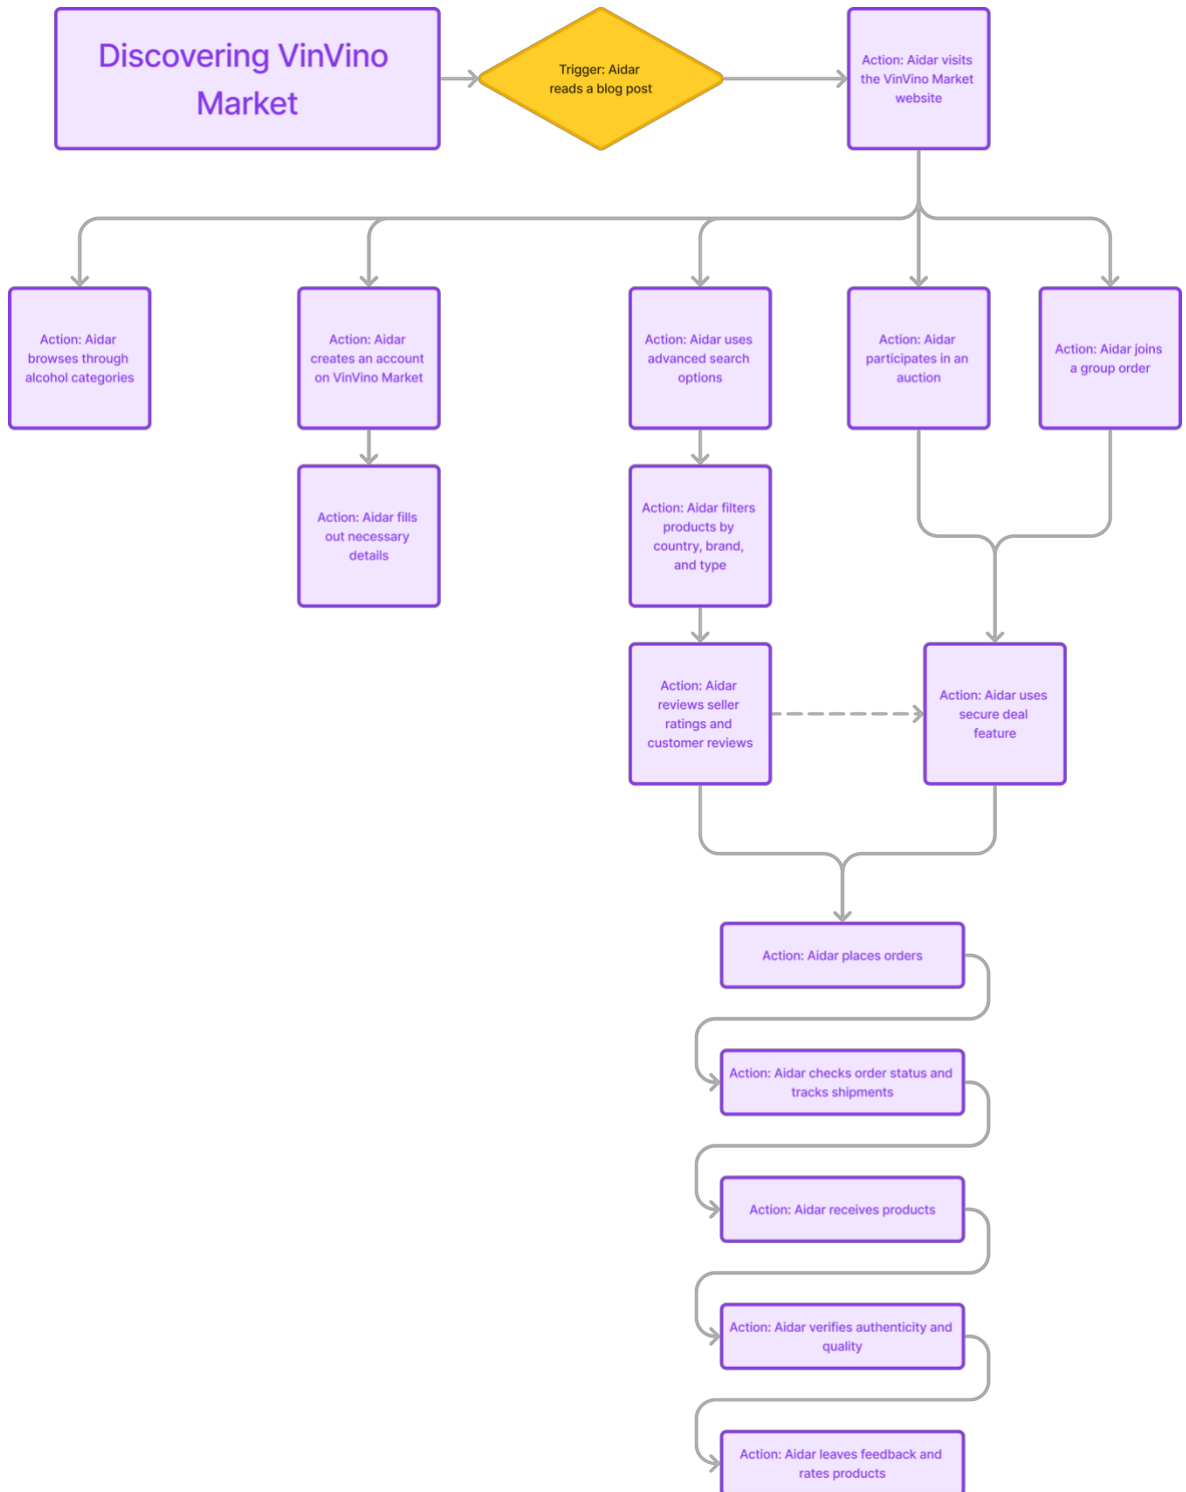 Discovering VinVino
Market
Trigger: Aidar
reads a blog post
Action: Aidar visits
the VinVino Market
website
Action: Aidar
browses through
alcohol categories
Action: Aidar
creates an account
on VinVino Market
Action: Aidar uses
advanced search
options
Action: Aidar
participates in an
auction
Action: Aidar joins
a group order
Action: Aidar fills
out necessary
details
Action: Aidar filters
products by
country, brand,
and type
Action: Aidar
reviews seller
ratings and
customer reviews
Action: Aidar uses
secure deal
feature
Action: Aidar places orders
Action: Aidar checks order status and
tracks shipments
Action: Aidar receives products
Action: Aidar verifies authenticity and
quality
Action: Aidar leaves feedback and
rates products